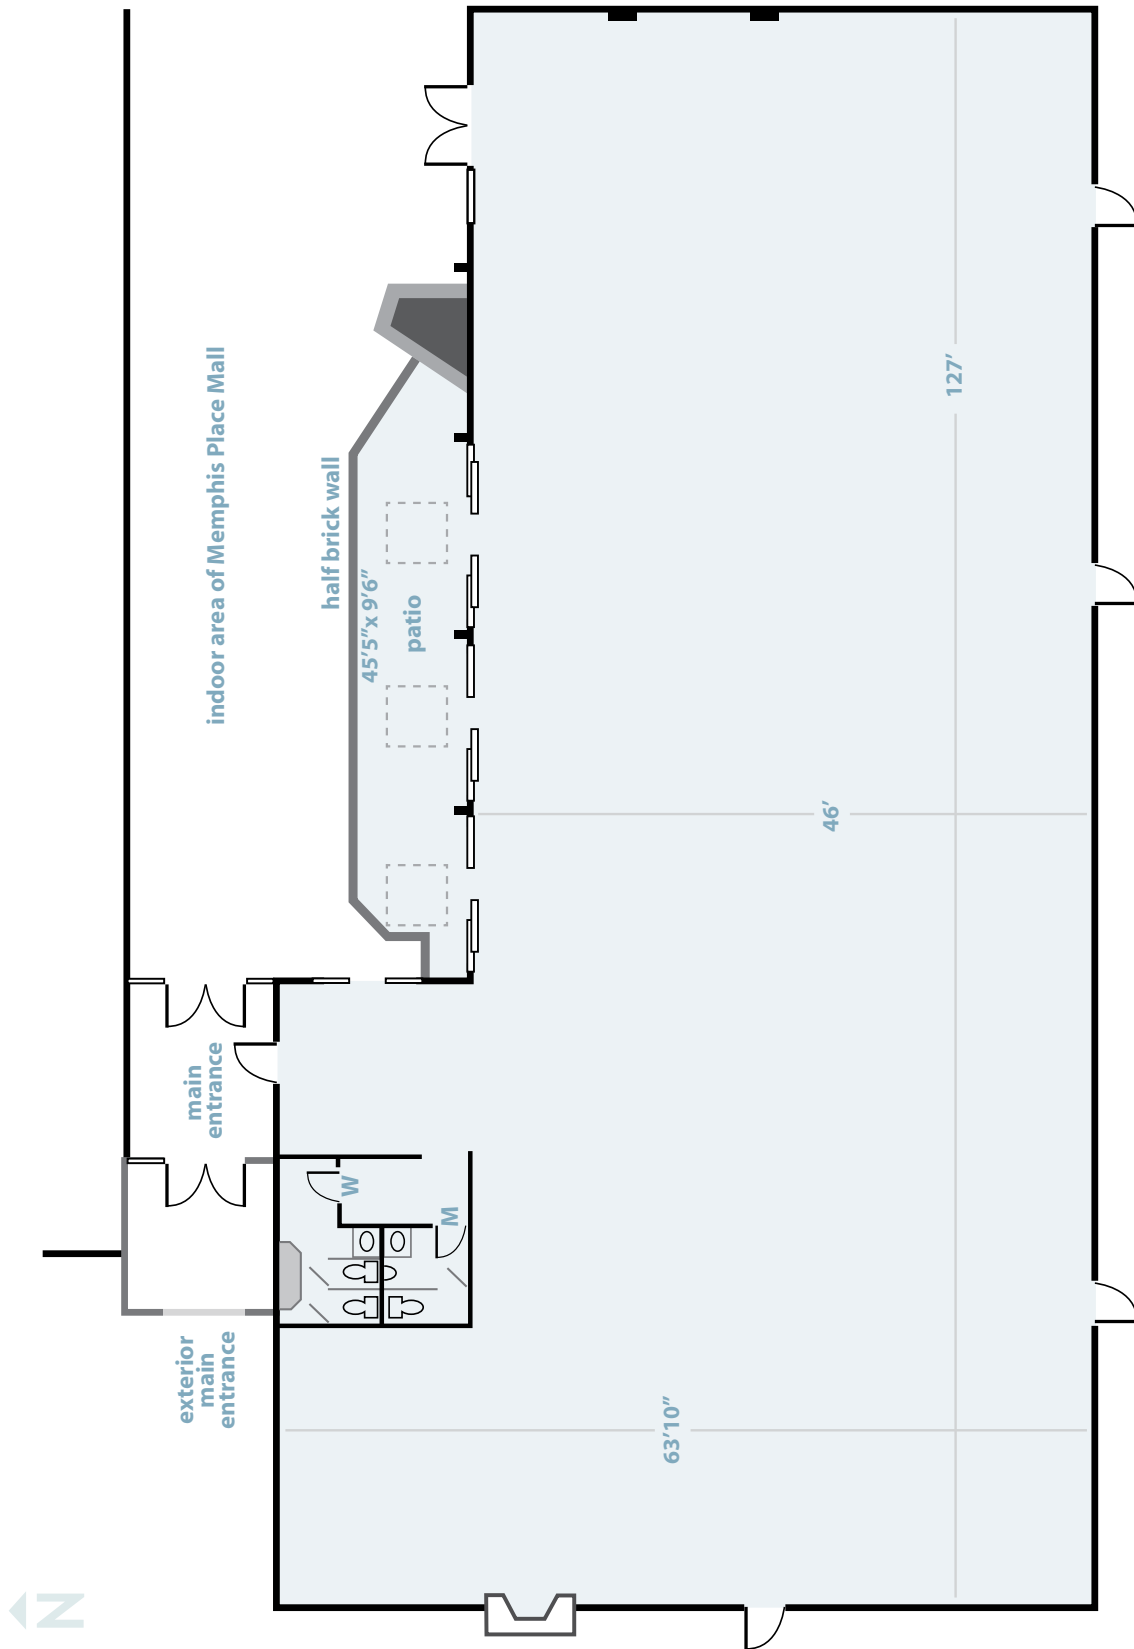 indoor area of Memphis Place Mall
half brick wall
45’5”x 9’6”
patio
127’
46’
main
entrance
W
M
exterior
main
entrance
63’10”
N